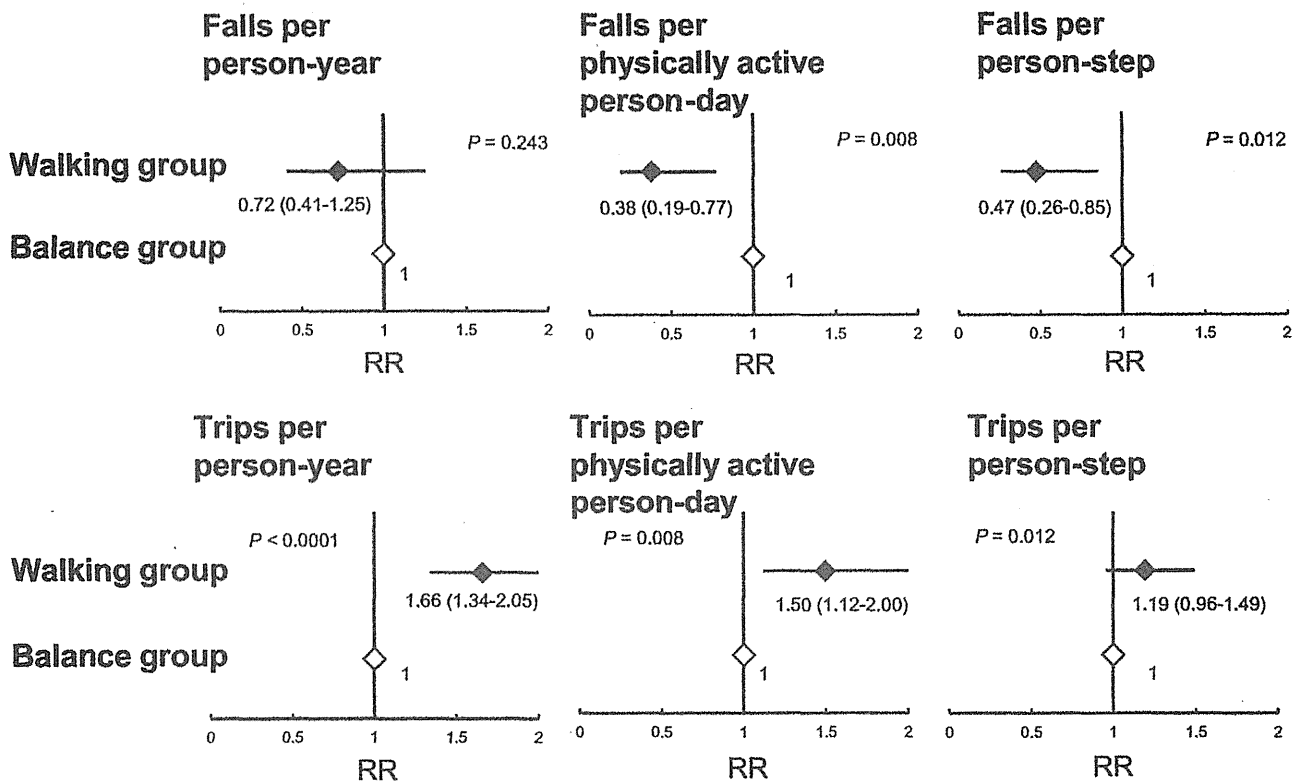 Falls per
person-year
Falls per
physically active
person-day
Falls per
person-step
P = 0.243
P = 0.008
P = 0.012
Walking group
0.72 (0.41-1.25)
0.38 (0.19-0.77)
0.47 (0.26-0.85)
Balance group
1
1
1
0 0.5 1 1.5 2
0 0.5 1 1.5 2
0 0.5 1 1.5 2
RR
RR
RR
Trips per
person-year
Trips per
physically active
person-day
Trips per
person-step
P < 0.0001
P = 0.008
P = 0.012
Walking group
1.66 (1.34-2.05)
1.50 (1.12-2.00)
1.19 (0.96-1.49)
Balance group
1
1
1
0 0.5 1 1.5 2
0 0.5 1 1.5 2
0 0.5 1 1.5 2
RR
RR
RR